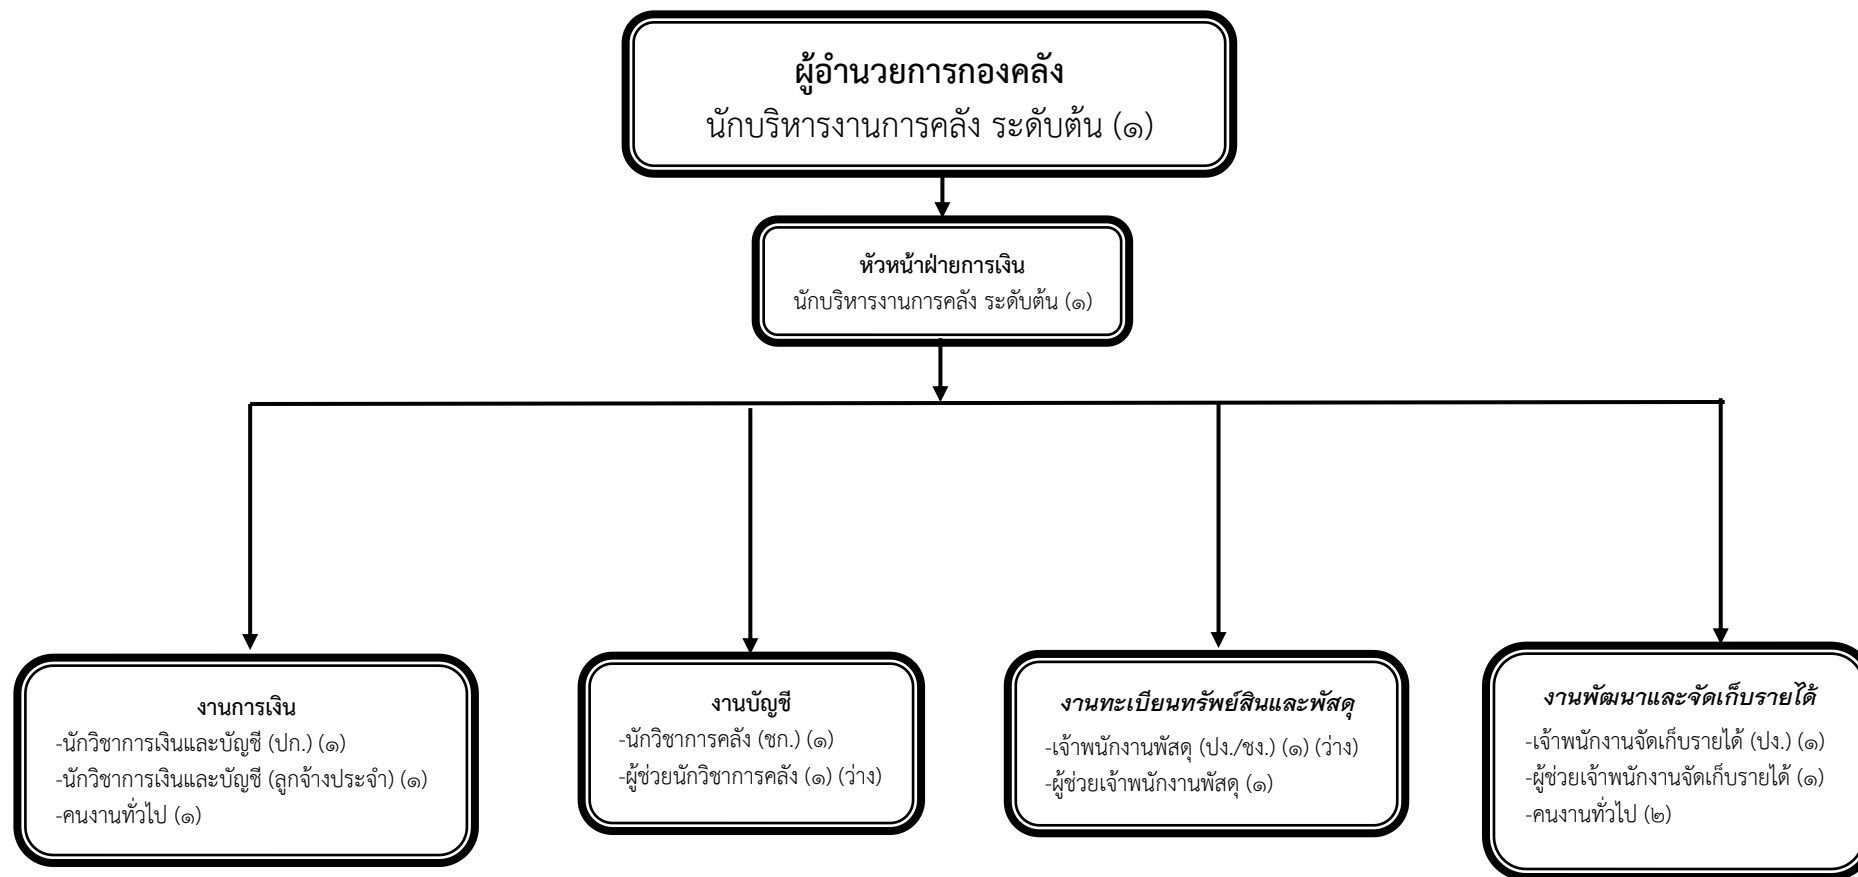 ผู้อำนวยการกองคลัง
นักบริหารงานการคลัง ระดับต้น (๑)
หัวหน้าฝ่ายการเงิน
นักบริหารงานการคลัง ระดับต้น (๑)
งานการเงิน
-นักวิชาการเงินและบัญชี (ปก.) (๑)
-นักวิชาการเงินและบัญชี (ลูกจ้างประจำ) (๑)
-คนงานทั่วไป (๑)
งานบัญชี
-นักวิชาการคลัง (ชก.) (๑)
-ผู้ช่วยนักวิชาการคลัง (๑) (ว่าง)
งานทะเบียนทรัพย์สินและพัสดุ
-เจ้าพนักงานพัสดุ (ปง./ชง.) (๑) (ว่าง)
-ผู้ช่วยเจ้าพนักงานพัสดุ (๑)
งานพัฒนาและจัดเก็บรายได้
-เจ้าพนักงานจัดเก็บรายได้ (ปง.) (๑)
-ผู้ช่วยเจ้าพนักงานจัดเก็บรายได้ (๑)
-คนงานทั่วไป (๒)